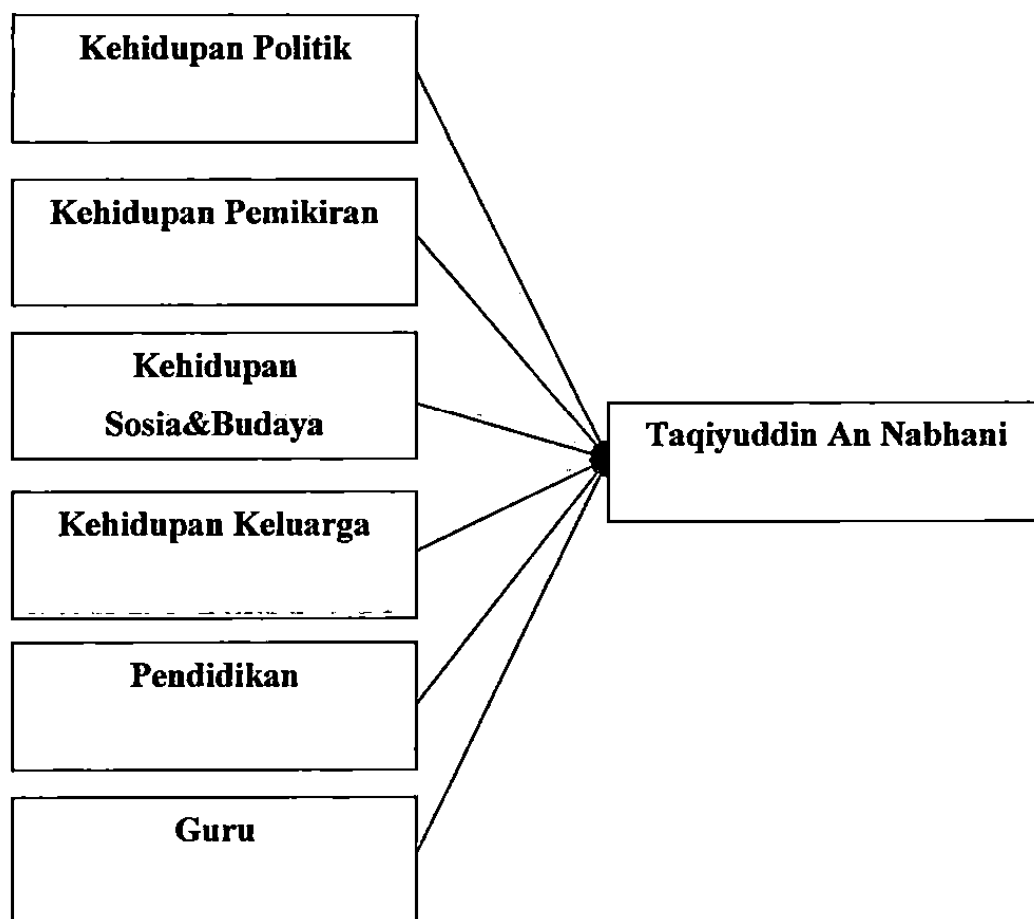 Kehidupan Politik
Kehidupan Pemikiran
Kehidupan
Sosia&Budaya
Kehidupan Keluarga
Pendidikan
Guru
Taqiyuddin An Nabhani